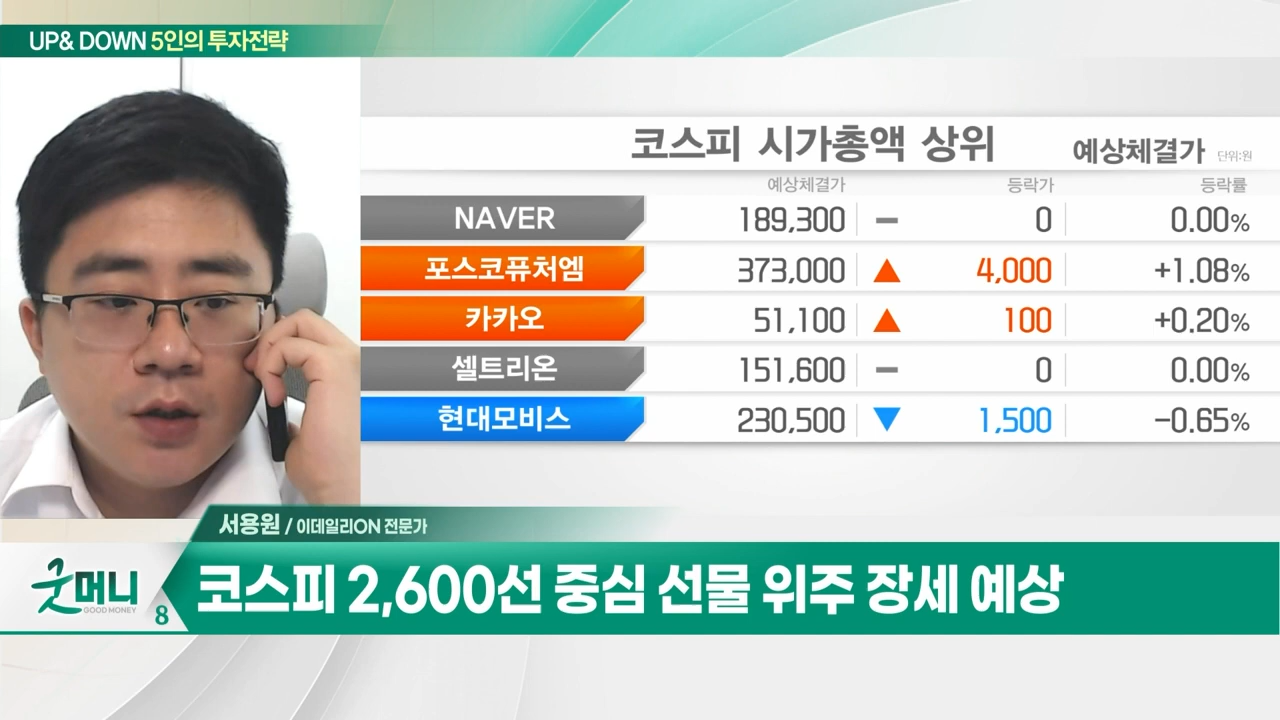 UP& DOWN 5인의 투자전략
코스피 시가총액 상위 예상체결가 단위:원
예상체결가 등락가 등락률
NAVER 189,300 0 0.00%
포스코퓨처엠 373,000 ▲ 4,000 +1.08%
카카오 51,100 ▲ 100 +0.20%
셀트리온 151,600 0 0.00%
현대모비스 230,500 ▼ 1,500 -0.65%
서용원 / 이데일리ON 전문가
굿머니
GOOD MONEY
8
코스피 2,600선 중심 선물 위주 장세 예상